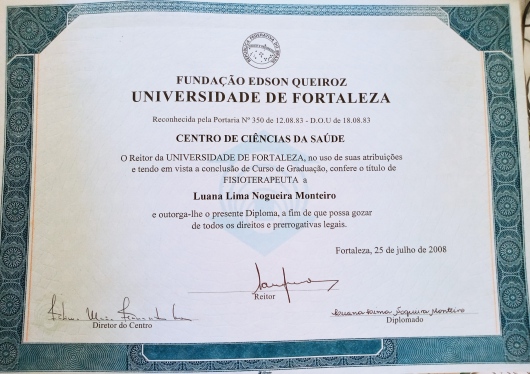 FUNDAÇÃO EDSON QUEIROZ
UNIVERSIDADE DE FORTALEZA
Reconhecida pela Portaria Nº 350 de 12.08.83 - D.O.U de 18.08.83
CENTRO DE CIÊNCIAS DA SAÚDE
O Reitor da UNIVERSIDADE DE FORTALEZA, no uso de suas atribuições
e tendo em vista a conclusão de Curso de Graduação, confere o título de
FISIOTERAPEUTA a
Luana Lima Nogueira Monteiro
e outorga-lhe o presente Diploma, a fim de que possa gozar
de todos os direitos e prerrogativas legais.
Fortaleza, 25 de julho de 2008
Reitor
Luana Lima Nogueira Monteiro
Diretor do Centro
Diplomado